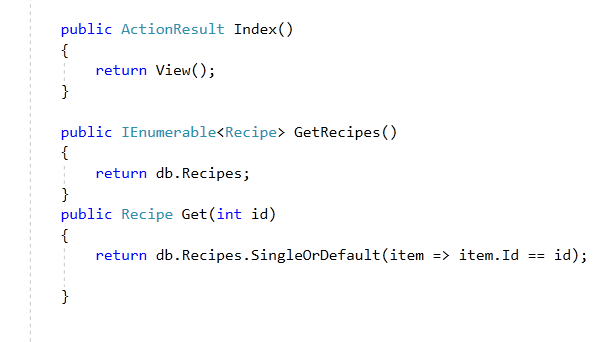 public ActionResult Index()
{
    return View();
}
public IEnumerable<Recipe> GetRecipes()
{
    return db.Recipes;
}
public Recipe Get(int id)
{
    return db.Recipes.SingleOrDefault(item => item.Id == id);
}